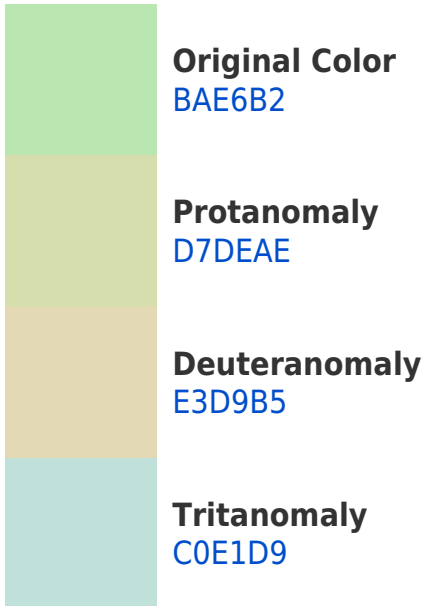 Original Color
BAE6B2
Protanomaly
D7DEAE
Deuteranomaly
E3D9B5
Tritanomaly
C0E1D9